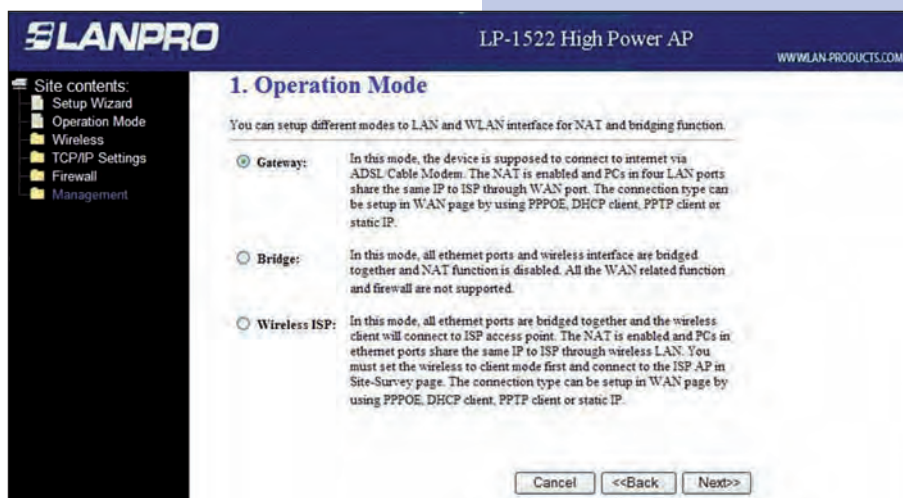 LANPRO
LP-1522 High Power AP
WWW.LAN-PRODUCTS.COM
Site contents:
Setup Wizard
Operation Mode
Wireless
TCP/IP Settings
Firewall
Management
1. Operation Mode
You can setup different modes to LAN and WLAN interface for NAT and bridging function.
Gateway:
In this mode, the device is supposed to connect to internet via
ADSL/Cable Modem. The NAT is enabled and PCs in four LAN ports
share the same IP to ISP through WAN port. The connection type can
be setup in WAN page by using PPPOE, DHCP client, PPTP client or
static IP.
Bridge:
In this mode, all ethernet ports and wireless interface are bridged
together and NAT function is disabled. All the WAN related function
and firewall are not supported.
Wireless ISP:
In this mode, all ethernet ports are bridged together and the wireless
client will connect to ISP access point. The NAT is enabled and PCs in
ethernet ports share the same IP to ISP through wireless LAN. You
must set the wireless to client mode first and connect to the ISP AP in
Site-Survey page. The connection type can be setup in WAN page by
using PPPOE, DHCP client, PPTP client or static IP.
Cancel
<<Back
Next>>